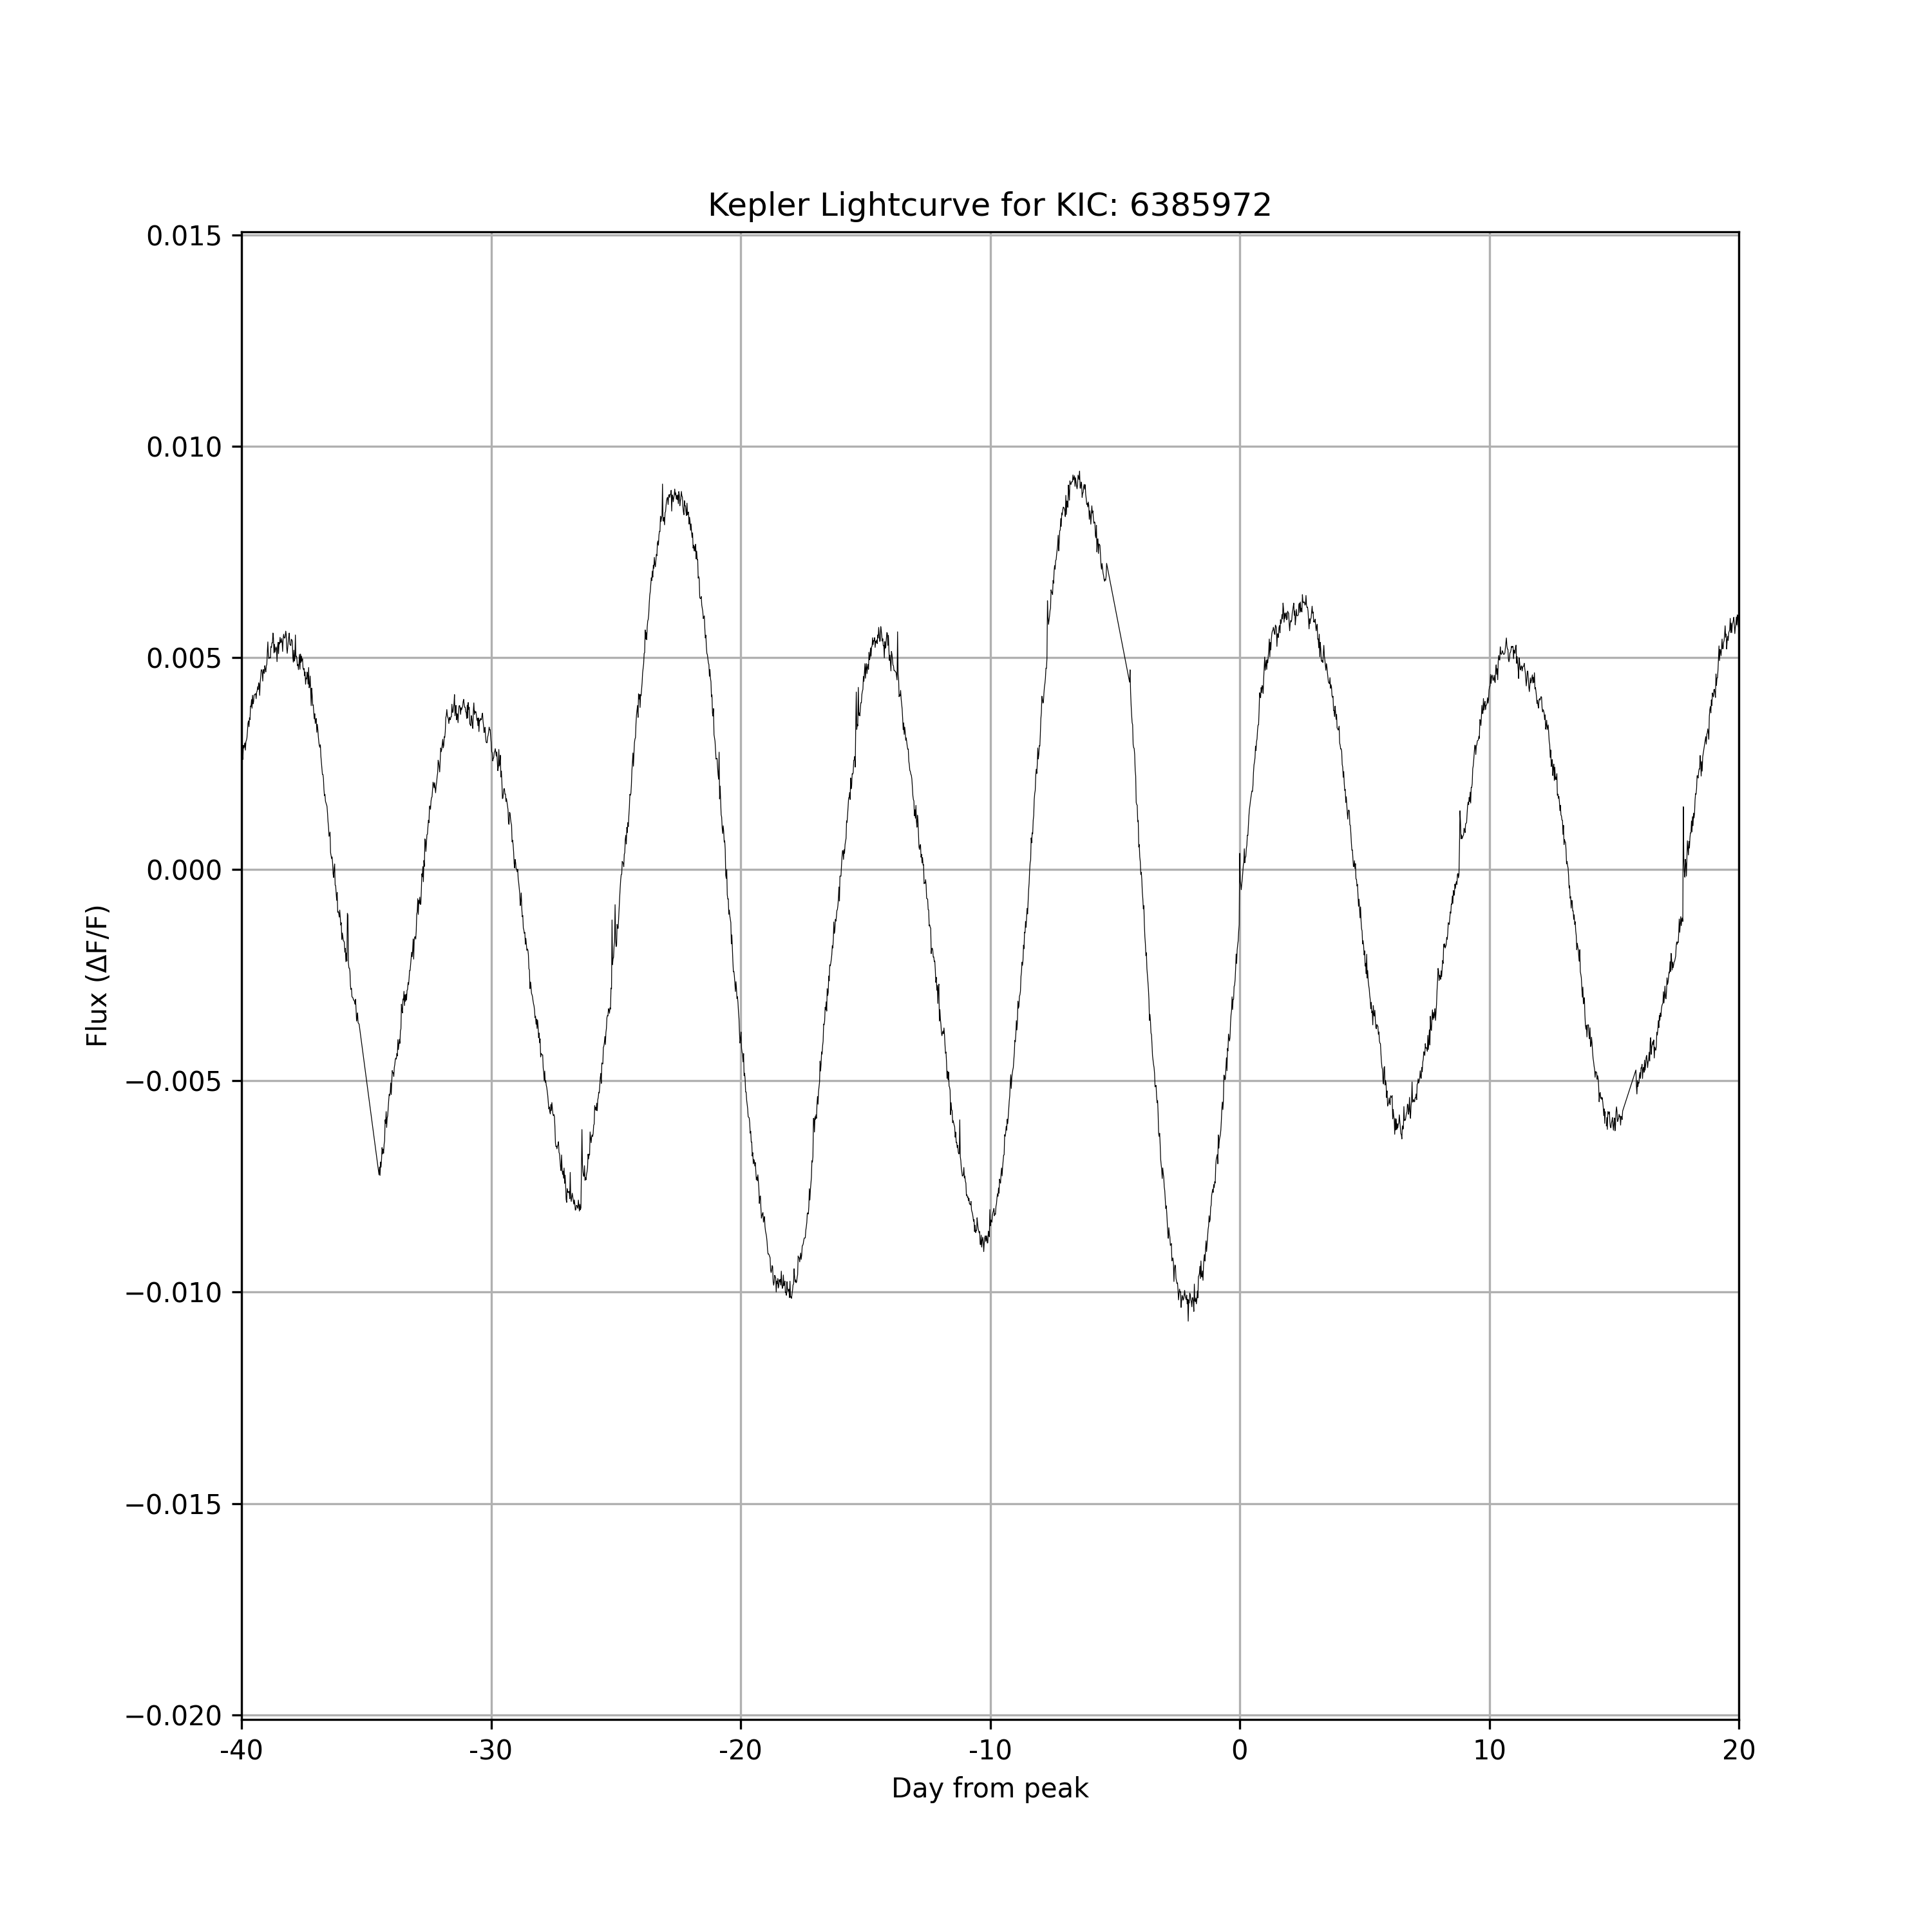 Kepler Lightcurve for KIC: 6385972
0.015
0.010
0.005
0.000
−0.005
−0.010
−0.015
−0.020
Flux (ΔF/F)
-40 -30 -20 -10 0 10 20
Day from peak